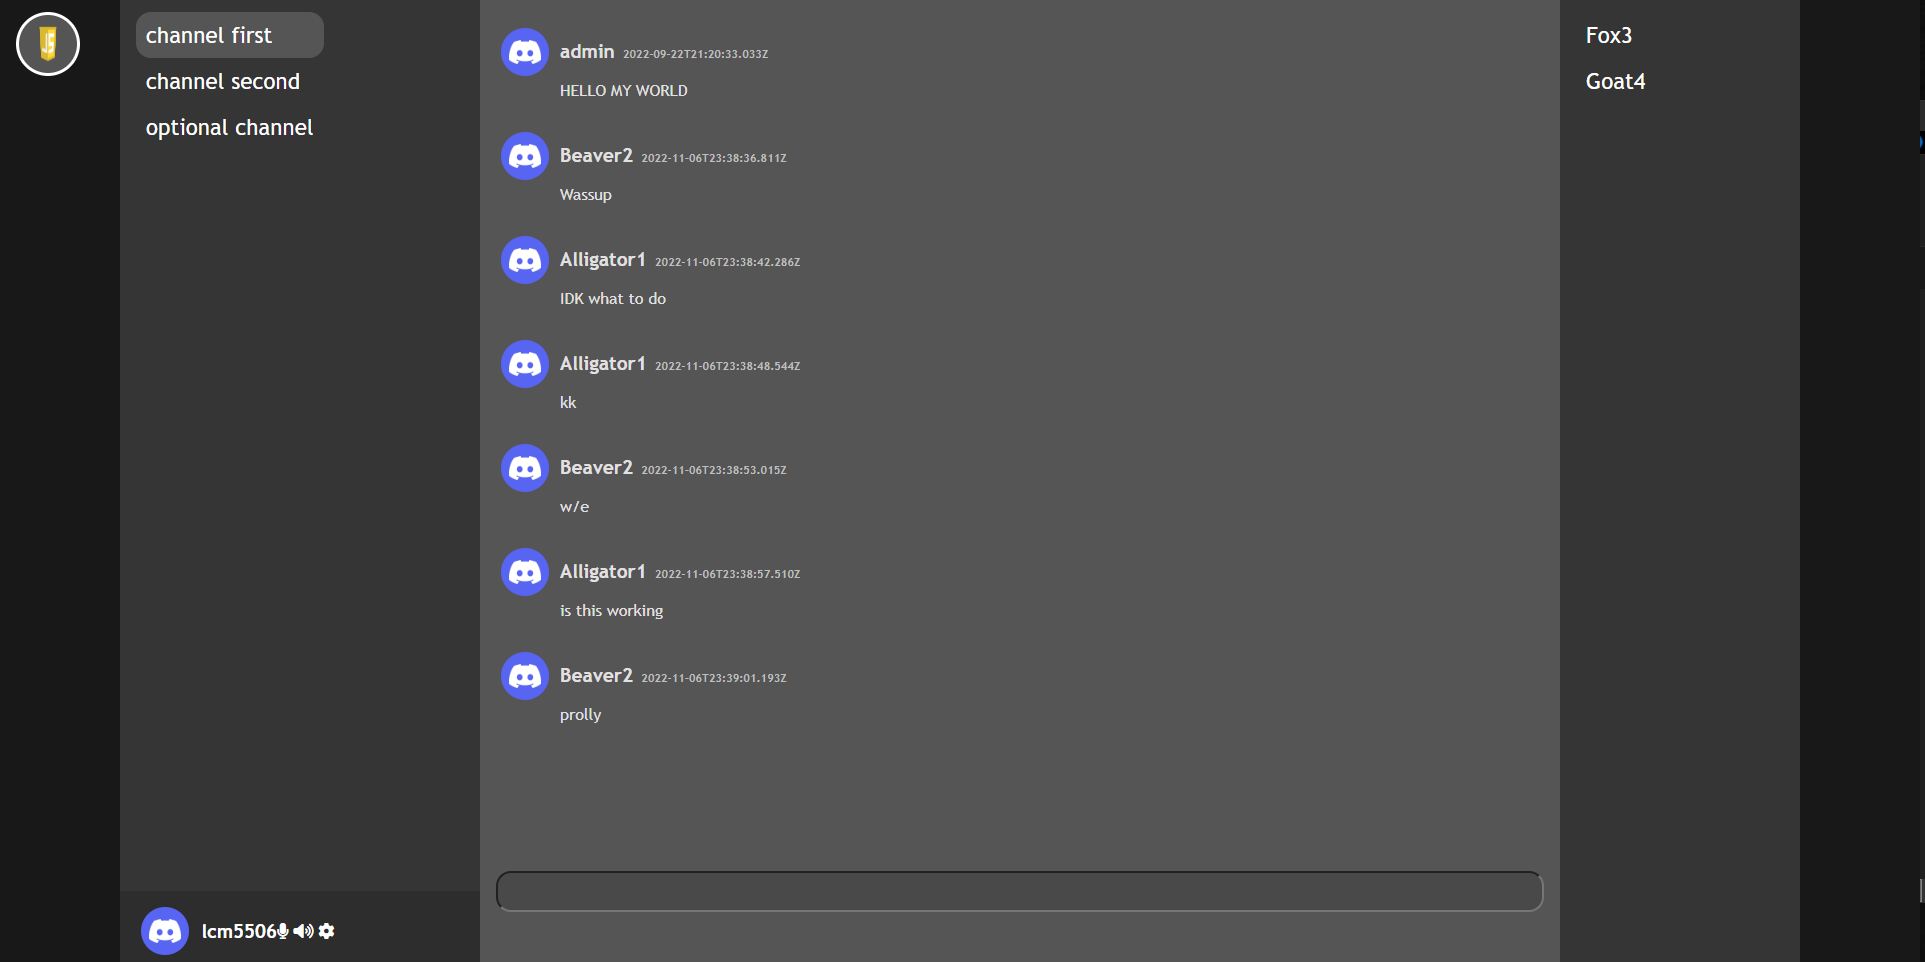 JS
channel first
channel second
optional channel
admin 2022-09-22T21:20:33.033Z
HELLO MY WORLD
Beaver2 2022-11-06T23:38:36.811Z
Wassup
Alligator1 2022-11-06T23:38:42.286Z
IDK what to do
Alligator1 2022-11-06T23:38:48.544Z
kk
Beaver2 2022-11-06T23:38:53.015Z
w/e
Alligator1 2022-11-06T23:38:57.510Z
is this working
Beaver2 2022-11-06T23:39:01.193Z
prolly
lcm5506
Fox3
Goat4